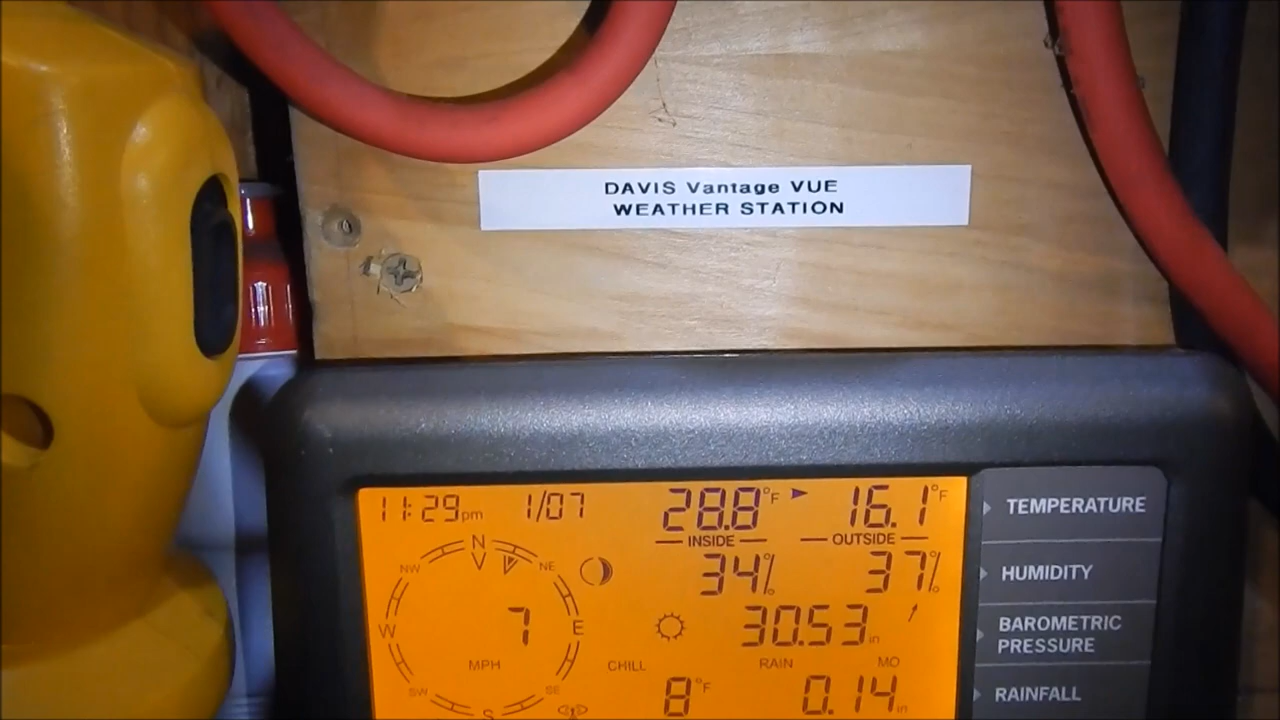 DAVIS Vantage VUE
WEATHER STATION
11:29pm 1/07 28.8°F 16.1°F
INSIDE OUTSIDE
TEMPERATURE
34% 37%
HUMIDITY
N
NW NE
W E
SW SE
S
7
MPH
30.53in
BAROMETRIC
PRESSURE
CHILL RAIN MO
8°F 0.14in
RAINFALL